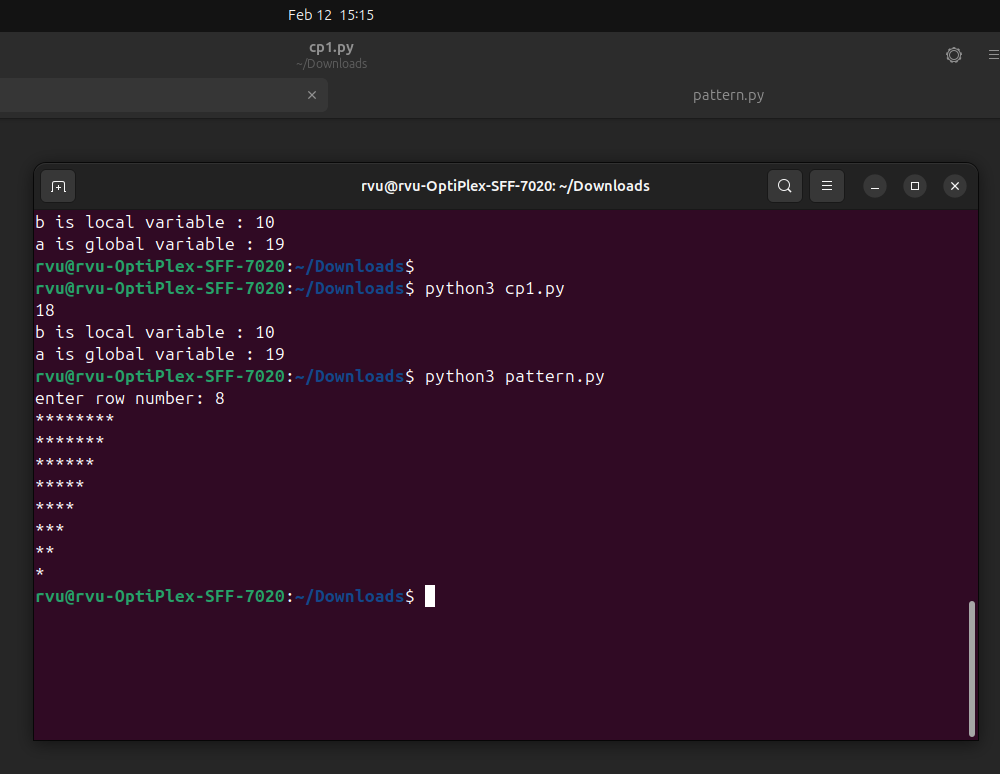 Feb 12 15:15
cp1.py
~/Downloads
pattern.py
rvu@rvu-OptiPlex-SFF-7020: ~/Downloads
b is local variable : 10
a is global variable : 19
rvu@rvu-OptiPlex-SFF-7020:~/Downloads$
rvu@rvu-OptiPlex-SFF-7020:~/Downloads$ python3 cp1.py
18
b is local variable : 10
a is global variable : 19
rvu@rvu-OptiPlex-SFF-7020:~/Downloads$ python3 pattern.py
enter row number: 8
********
*******
******
*****
****
***
**
*
rvu@rvu-OptiPlex-SFF-7020:~/Downloads$